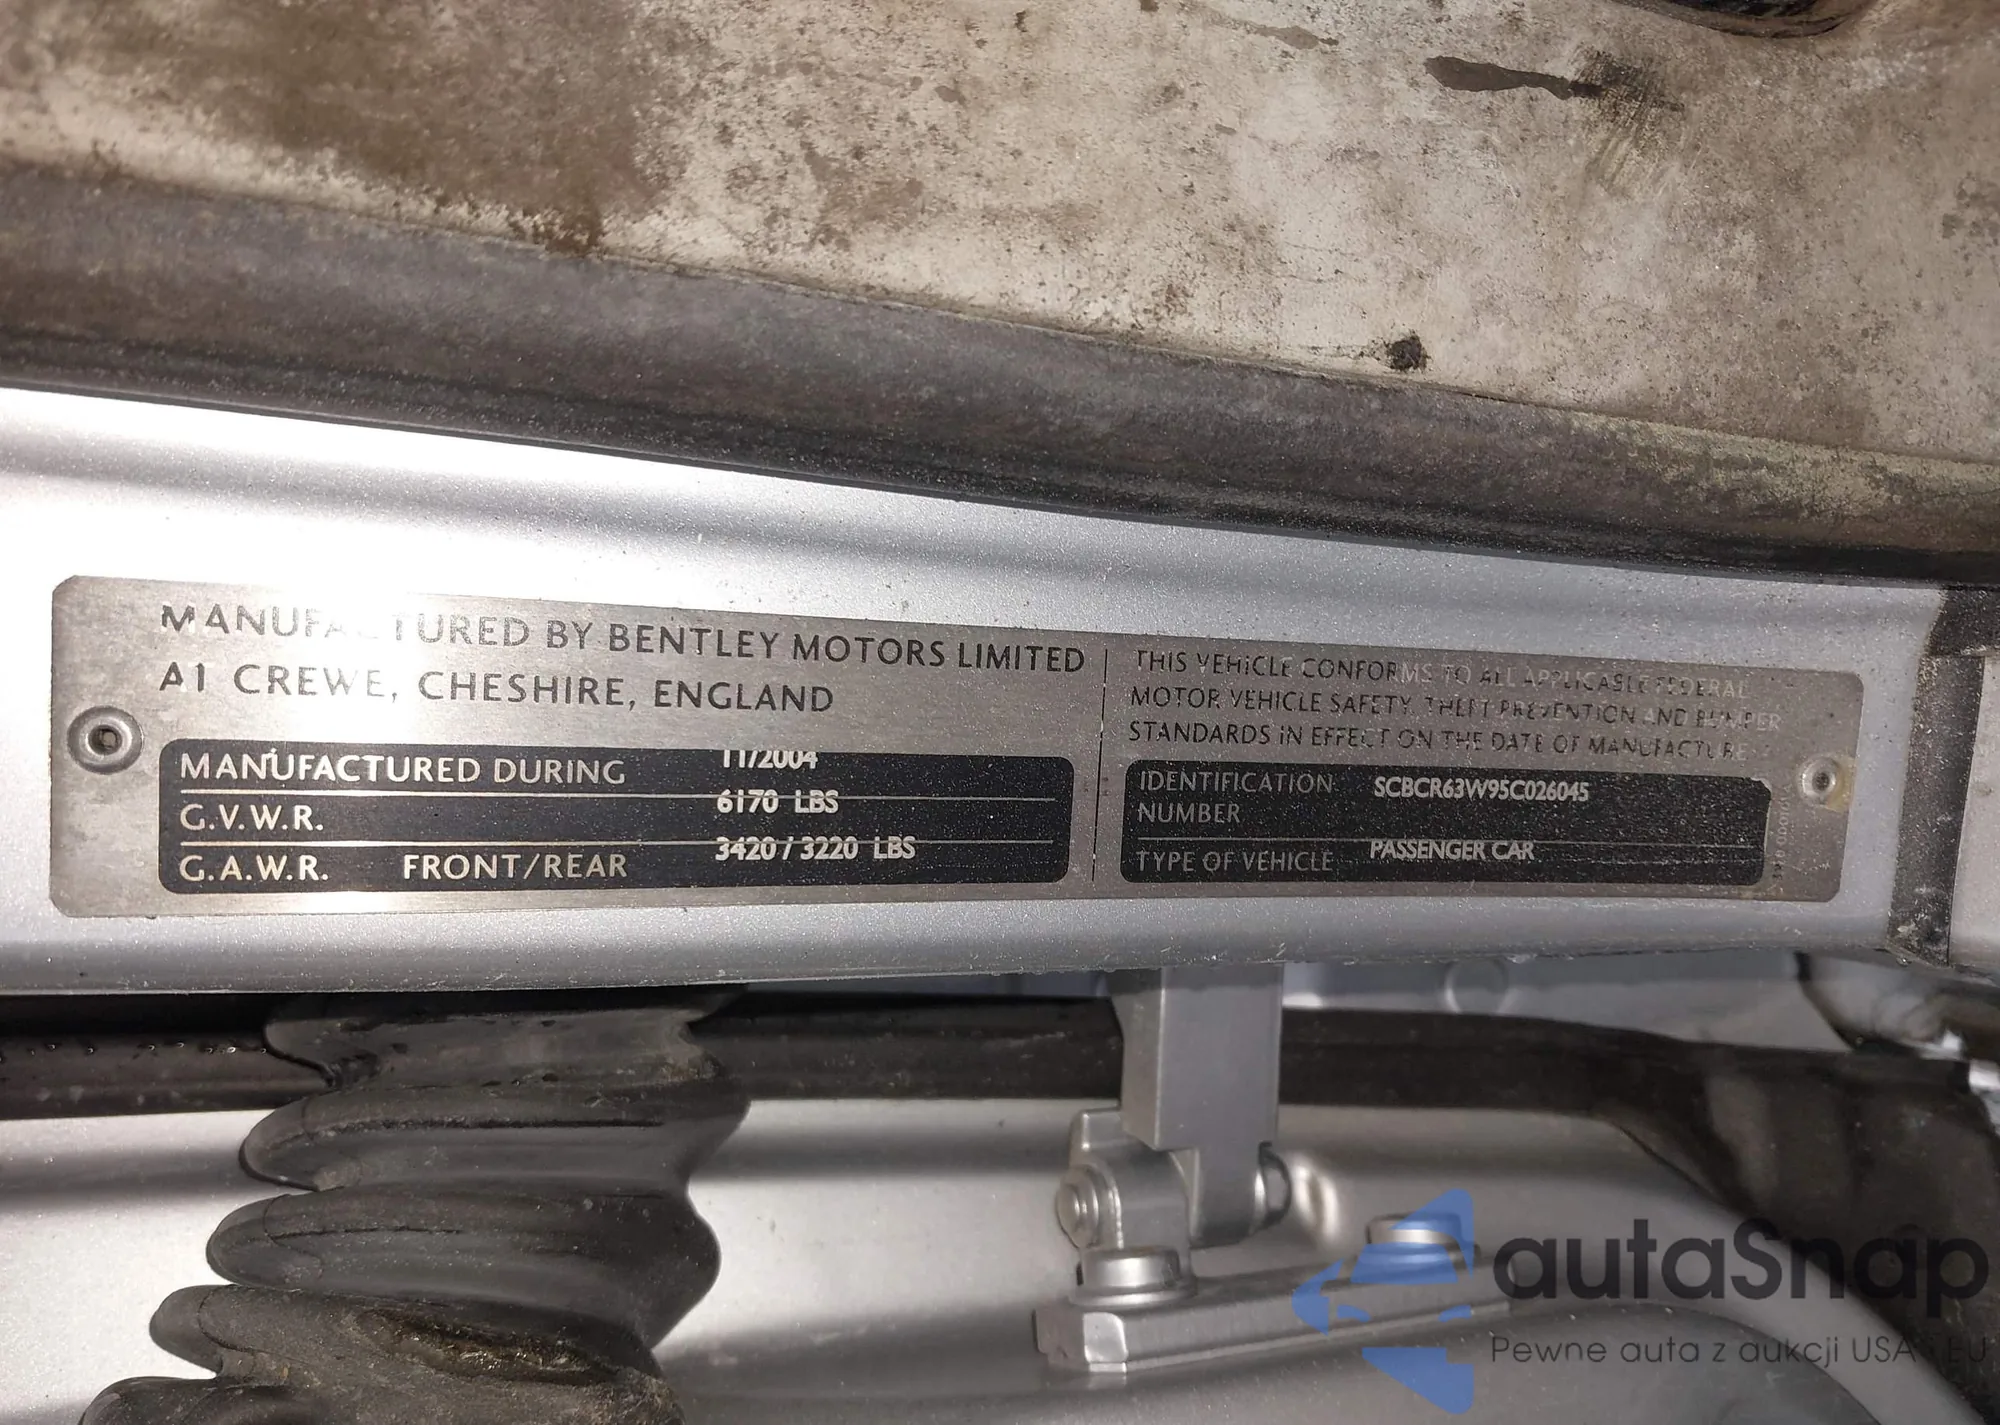 MANUFACTURED BY BENTLEY MOTORS LIMITED
A1 CREWE, CHESHIRE, ENGLAND
MANUFACTURED DURING 11/2004
G.V.W.R. 6170 LBS
G.A.W.R. FRONT/REAR 3420 / 3220 LBS
THIS VEHICLE CONFORMS TO ALL APPLICABLE FEDERAL
MOTOR VEHICLE SAFETY, THEFT PREVENTION AND BUMPER
STANDARDS IN EFFECT ON THE DATE OF MANUFACTURE
IDENTIFICATION NUMBER SCBCR63W95C026045
TYPE OF VEHICLE PASSENGER CAR
autaSnap
Pewne auta z aukcji USA i EU